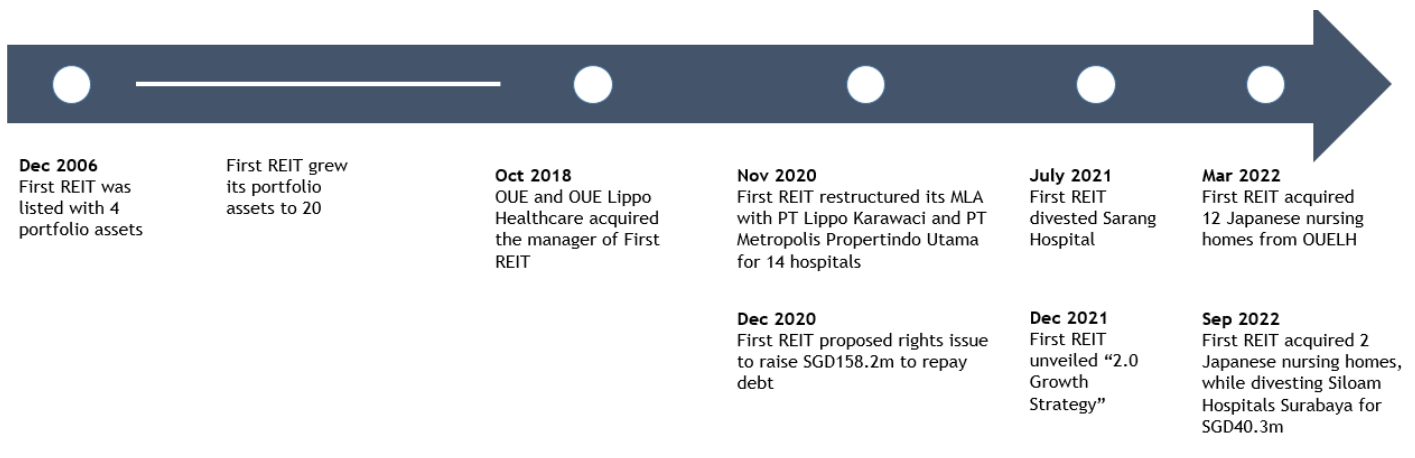 Dec 2006
First REIT was
listed with 4
portfolio assets
First REIT grew
its portfolio
assets to 20
Oct 2018
OUE and OUE Lippo
Healthcare acquired
the manager of First
REIT
Nov 2020
First REIT restructured its MLA
with PT Lippo Karawaci and PT
Metropolis Propertindo Utama
for 14 hospitals
Dec 2020
First REIT proposed rights issue
to raise SGD158.2m to repay
debt
July 2021
First REIT
divested Sarang
Hospital
Dec 2021
First REIT
unveiled “2.0
Growth
Strategy”
Mar 2022
First REIT acquired
12 Japanese nursing
homes from OUELH
Sep 2022
First REIT acquired 2
Japanese nursing homes,
while divesting Siloam
Hospitals Surabaya for
SGD40.3m